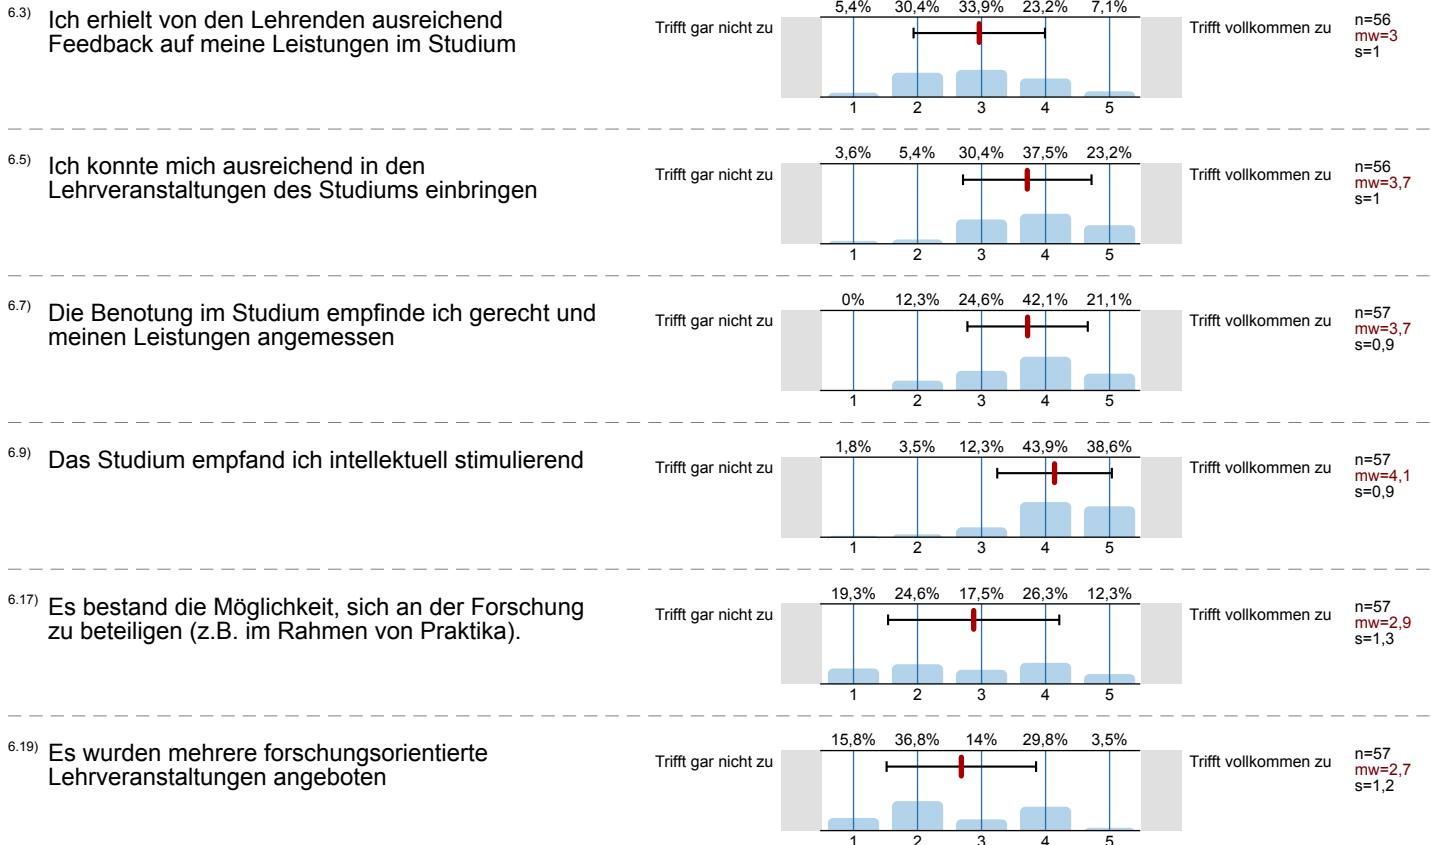 6.3) Ich erhielt von den Lehrenden ausreichend
Feedback auf meine Leistungen im Studium
Trifft gar nicht zu
5,4% 30,4% 33,9% 23,2% 7,1%
1 2 3 4 5
Trifft vollkommen zu
n=56
mw=3
s=1
6.5) Ich konnte mich ausreichend in den
Lehrveranstaltungen des Studiums einbringen
Trifft gar nicht zu
3,6% 5,4% 30,4% 37,5% 23,2%
1 2 3 4 5
Trifft vollkommen zu
n=56
mw=3,7
s=1
6.7) Die Benotung im Studium empfinde ich gerecht und
meinen Leistungen angemessen
Trifft gar nicht zu
0% 12,3% 24,6% 42,1% 21,1%
1 2 3 4 5
Trifft vollkommen zu
n=57
mw=3,7
s=0,9
6.9) Das Studium empfand ich intellektuell stimulierend
Trifft gar nicht zu
1,8% 3,5% 12,3% 43,9% 38,6%
1 2 3 4 5
Trifft vollkommen zu
n=57
mw=4,1
s=0,9
6.17) Es bestand die Möglichkeit, sich an der Forschung
zu beteiligen (z.B. im Rahmen von Praktika).
Trifft gar nicht zu
19,3% 24,6% 17,5% 26,3% 12,3%
1 2 3 4 5
Trifft vollkommen zu
n=57
mw=2,9
s=1,3
6.19) Es wurden mehrere forschungsorientierte
Lehrveranstaltungen angeboten
Trifft gar nicht zu
15,8% 36,8% 14% 29,8% 3,5%
1 2 3 4 5
Trifft vollkommen zu
n=57
mw=2,7
s=1,2